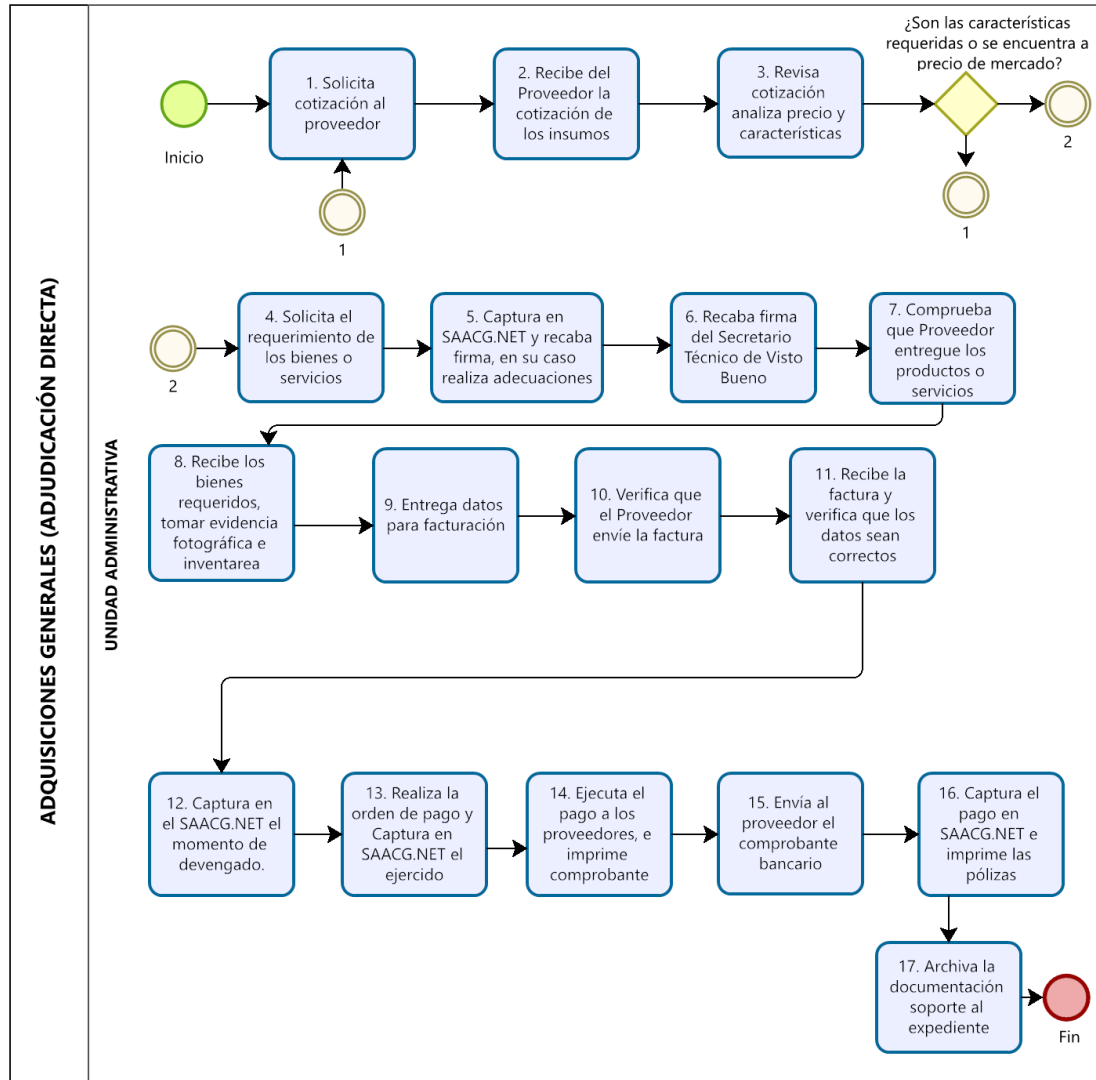 ADQUISICIONES GENERALES (ADJUDICACIÓN DIRECTA)
UNIDAD ADMINISTRATIVA
Inicio
1. Solicita
cotización al
proveedor
1
2. Recibe del
Proveedor la
cotización de
los insumos
3. Revisa
cotización
analiza precio y
características
¿Son las características
requeridas o se encuentra a
precio de mercado?
2
1
2
4. Solicita el
requerimiento de
los bienes o
servicios
5. Captura en
SAACG.NET y recaba
firma, en su caso
realiza adecuaciones
6. Recaba firma
del Secretario
Técnico de Visto
Bueno
7. Comprueba
que Proveedor
entregue los
productos o
servicios
8. Recibe los
bienes
requeridos,
tomar evidencia
fotográfica e
inventarea
9. Entrega datos
para facturación
10. Verifica que
el Proveedor
envíe la factura
11. Recibe la
factura y
verifica que los
datos sean
correctos
12. Captura en
el SAACG.NET el
momento de
devengado.
13. Realiza la
orden de pago y
Captura en
SAACG.NET el
ejercido
14. Ejecuta el
pago a los
proveedores, e
imprime
comprobante
15. Envía al
proveedor el
comprobante
bancario
16. Captura el
pago en
SAACG.NET e
imprime las
pólizas
17. Archiva la
documentación
soporte al
expediente
Fin